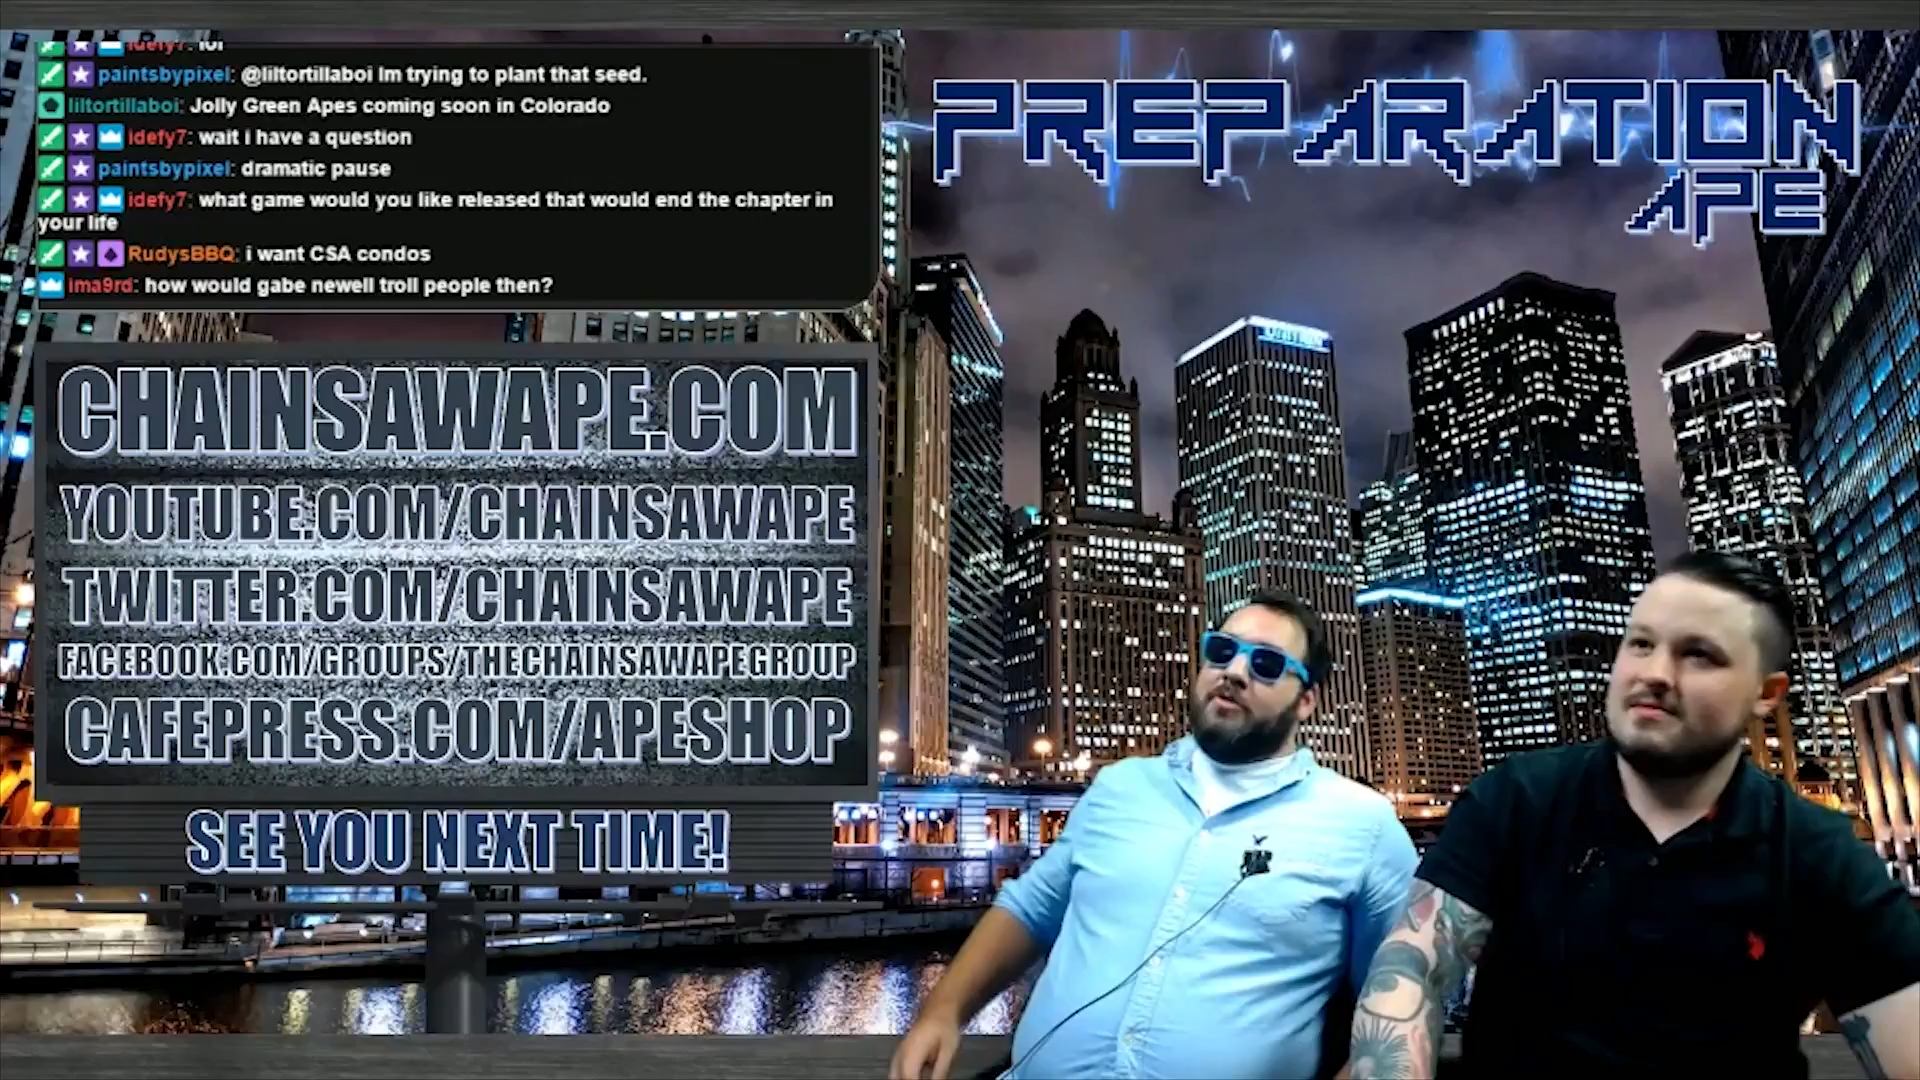 idefy7: lol
paintsbypixel: @liltortillaboi Im trying to plant that seed.
liltortillaboi: Jolly Green Apes coming soon in Colorado
idefy7: wait i have a question
paintsbypixel: dramatic pause
idefy7: what game would you like released that would end the chapter in
your life
RudysBBQ: i want CSA condos
ima9rd: how would gabe newell troll people then?
PREPARATION
APE
CHAINSAWAPE.COM
YOUTUBE.COM/CHAINSAWAPE
TWITTER.COM/CHAINSAWAPE
FACEBOOK.COM/GROUPS/THECHAINSAWAPEGROUP
CAFEPRESS.COM/APESHOP
SEE YOU NEXT TIME!